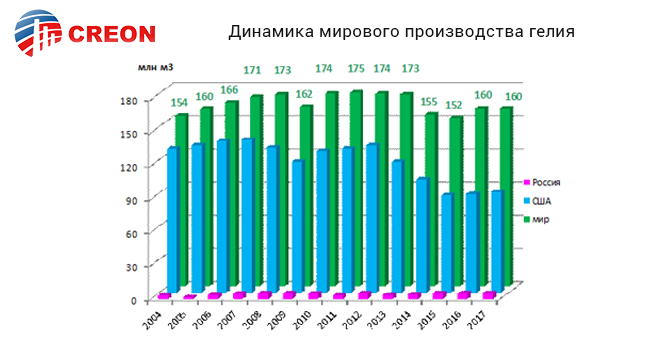 CREON
Динамика мирового производства гелия
млн м3
154 160 166 171 173 162 174 175 174 173 155 152 160 160
180
150
120
90
60
30
0
Россия
США
мир
2004 2005 2006 2007 2008 2009 2010 2011 2012 2013 2014 2015 2016 2017